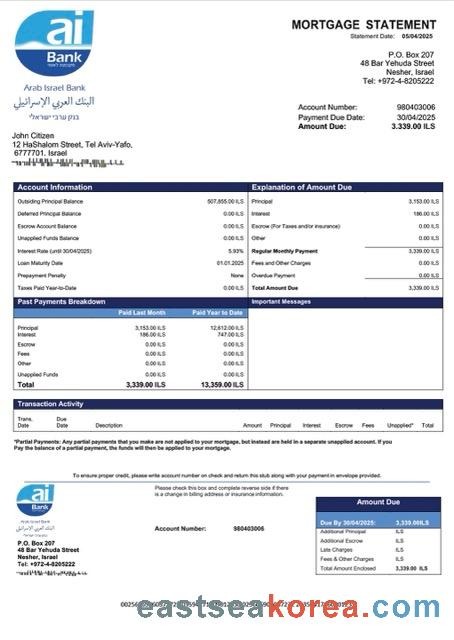 ai
Bank
Arab Israel Bank
البنك العربي الإسرائيلي
בנק ערבי ישראלי
MORTGAGE STATEMENT
Statement Date: 05/04/2025
P.O. Box 207
48 Bar Yehuda Street
Nesher, Israel
Tel: +972-4-8205222
Account Number: 980403006
Payment Due Date: 30/04/2025
Amount Due: 3,339.00 ILS
John Citizen
12 HaShalom Street, Tel Aviv-Yafo,
6777701, Israel
Account Information
Outsiding Principal Balance 507,855.00 ILS
Deferred Principal Balance 0.00 ILS
Escrow Account Balance 0.00 ILS
Unapplied Funds Balance 0.00 ILS
Interest Rate (until 30/04/2025) 5.93%
Loan Maturity Date 01.01.2025
Prepayment Penalty None
Taxes Paid Year-to-Date 0.00 ILS
Explanation of Amount Due
Principal 3,153.00 ILS
Interest 186.00 ILS
Escrow (For Taxes and/or insurance) 0.00 ILS
Other 0.00 ILS
Regular Monthly Payment 3,339.00 ILS
Fees and Other Charges 0.00 ILS
Overdue Payment 0.00 ILS
Total Amount Due 3,339.00 ILS
Past Payments Breakdown
Paid Last Month Paid Year to Date
Principal 3,153.00 ILS 12,612.00 ILS
Interest 186.00 ILS 747.00 ILS
Escrow 0.00 ILS 0.00 ILS
Fees 0.00 ILS 0.00 ILS
Other 0.00 ILS 0.00 ILS
Unapplied Funds 0.00 ILS 0.00 ILS
Total 3,339.00 ILS 13,359.00 ILS
Important Messages
Transaction Activity
Trans. Date Due Date Description Amount Principal Interest Escrow Fees Unapplied* Total
*Partial Payments: Any partial payments that you make are not applied to your mortgage, but instead are held in a separate unapplied account. If you
Pay the balance of a partial payment, the funds will then be applied to your mortgage.
To ensure proper credit, please write account number on check and return this stub along with your payment in envelope provided.
ai
Bank
Arab Israel Bank
البنك العربي الإسرائيلي
בנק ערבי ישראלי
P.O. Box 207
48 Bar Yehuda Street
Nesher, Israel
Tel: +972-4-8205222
Please check this box and complete reverse side if there
is a change in billing address or insurance information.
Account Number: 980403006
Amount Due
Due By 30/04/2025: 3,339.00ILS
Additional Principal ILS
Additional Escrow ILS
Late Charges ILS
Fees & Other Charges ILS
Total Amount Enclosed 3,339.00 ILS
eastseakorea.com